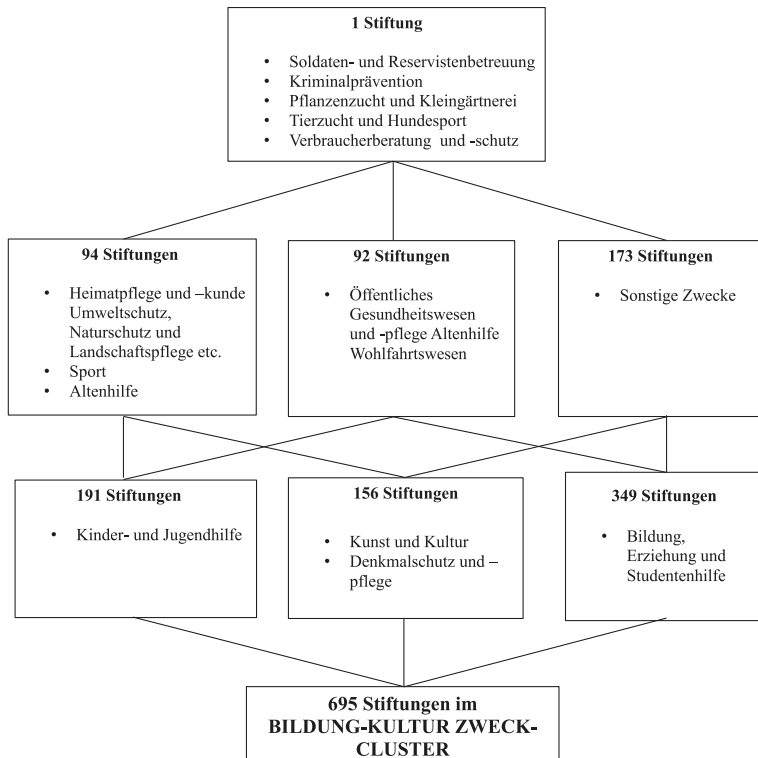 1 Stiftung
• Soldaten- und Reservistenbetreuung
• Kriminalprävention
• Pflanzenzucht und Kleingärtnerei
• Tierzucht und Hundesport
• Verbraucherberatung und -schutz
94 Stiftungen
• Heimatpflege und –kunde
Umweltschutz,
Naturschutz und
Landschaftspflege etc.
• Sport
• Altenhilfe
92 Stiftungen
• Öffentliches
Gesundheitswesen
und -pflege Altenhilfe
Wohlfahrtswesen
173 Stiftungen
• Sonstige Zwecke
191 Stiftungen
• Kinder- und Jugendhilfe
156 Stiftungen
• Kunst und Kultur
• Denkmalschutz und –
pflege
349 Stiftungen
• Bildung,
Erziehung und
Studentenhilfe
695 Stiftungen im
BILDUNG-KULTUR ZWECK-
CLUSTER